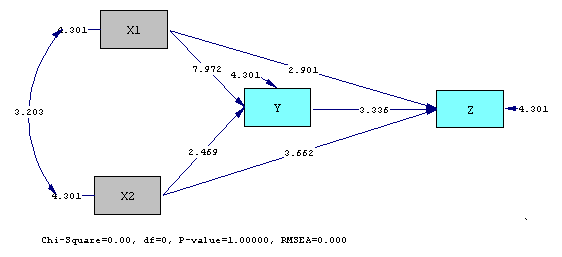 4.301
X1
7.972
2.901
4.301
3.203
Y
3.336
Z
4.301
2.469
3.662
4.301
X2
Chi-Square=0.00, df=0, P-value=1.00000, RMSEA=0.000